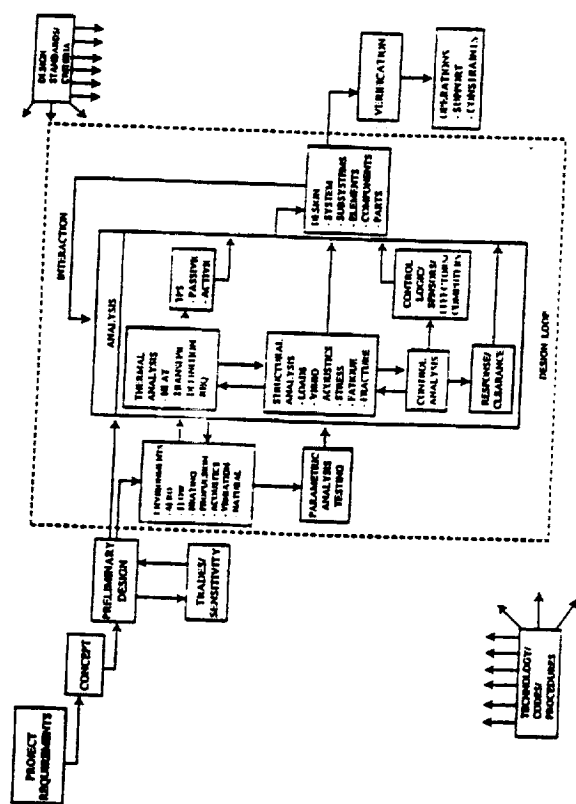 PROJECT
REQUIREMENTS
CONCEPT
PRELIMINARY
DESIGN
TRADES/
SENSITIVITY
ENVIRONMENTS
· AERO
· HEATING
· PROPULSION
· ACOUSTICS
· VIBRATION
NATURAL
PARAMETRIC
ANALYSIS
TESTING
ANALYSIS
THERMAL
ANALYSIS
HEAT
TRANSFER
DEFINITION
TPS
· PASSIVE
· ACTIVE
STRUCTURAL
ANALYSIS
· LOADS
· VIBRO
ACOUSTICS
· STRESS
· FATIGUE
· FRACTURE
CONTROL
ANALYSIS
CONTROL
LOGIC/
SENSORS/
EFFECTORS/
COMPUTERS
RESPONSE/
CLEARANCE
INTERACTION
DESIGN
· SYSTEM
· SUBSYSTEMS
· ELEMENTS
· COMPONENTS
· PARTS
DESIGN LOOP
VERIFICATION
OPERATIONS
· SUPPORT
· CONSTRAINTS
DESIGN
STANDARDS/
CRITERIA
TECHNOLOGY/
CODES/
PROCEDURES